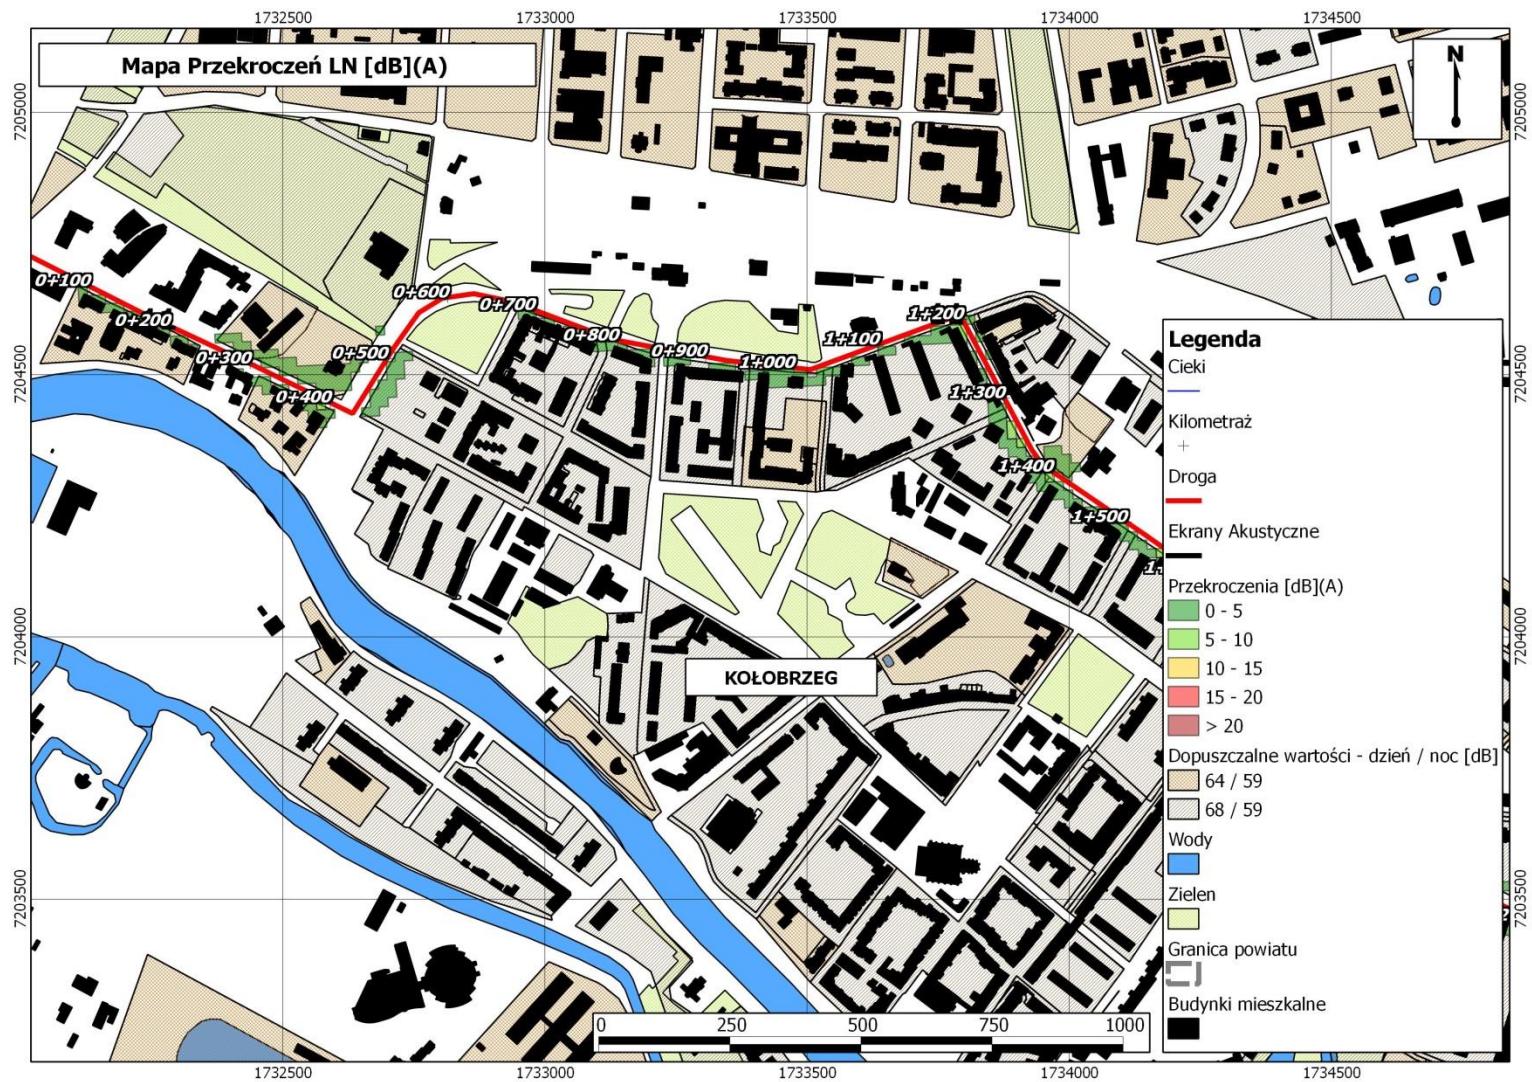 1732500 1733000 1733500 1734000 1734500
Mapa Przekroczeń LN [dB](A)
N
7205000 7205000
0+100
0+200
0+300
0+400
0+500
0+600
0+700
0+800
0+900
1+000
1+100
1+200
1+300
1+400
1+500
7204500 7204500
7204000 7204000
KOŁOBRZEG
7203500 7203500
Legenda
Cieki
Kilometraż
Droga
Ekrany Akustyczne
Przekroczenia [dB](A)
0 - 5
5 - 10
10 - 15
15 - 20
> 20
Dopuszczalne wartości - dzień / noc [dB]
64 / 59
68 / 59
Wody
Zielen
Granica powiatu
Budynki mieszkalne
0 250 500 750 1000
1732500 1733000 1733500 1734000 1734500